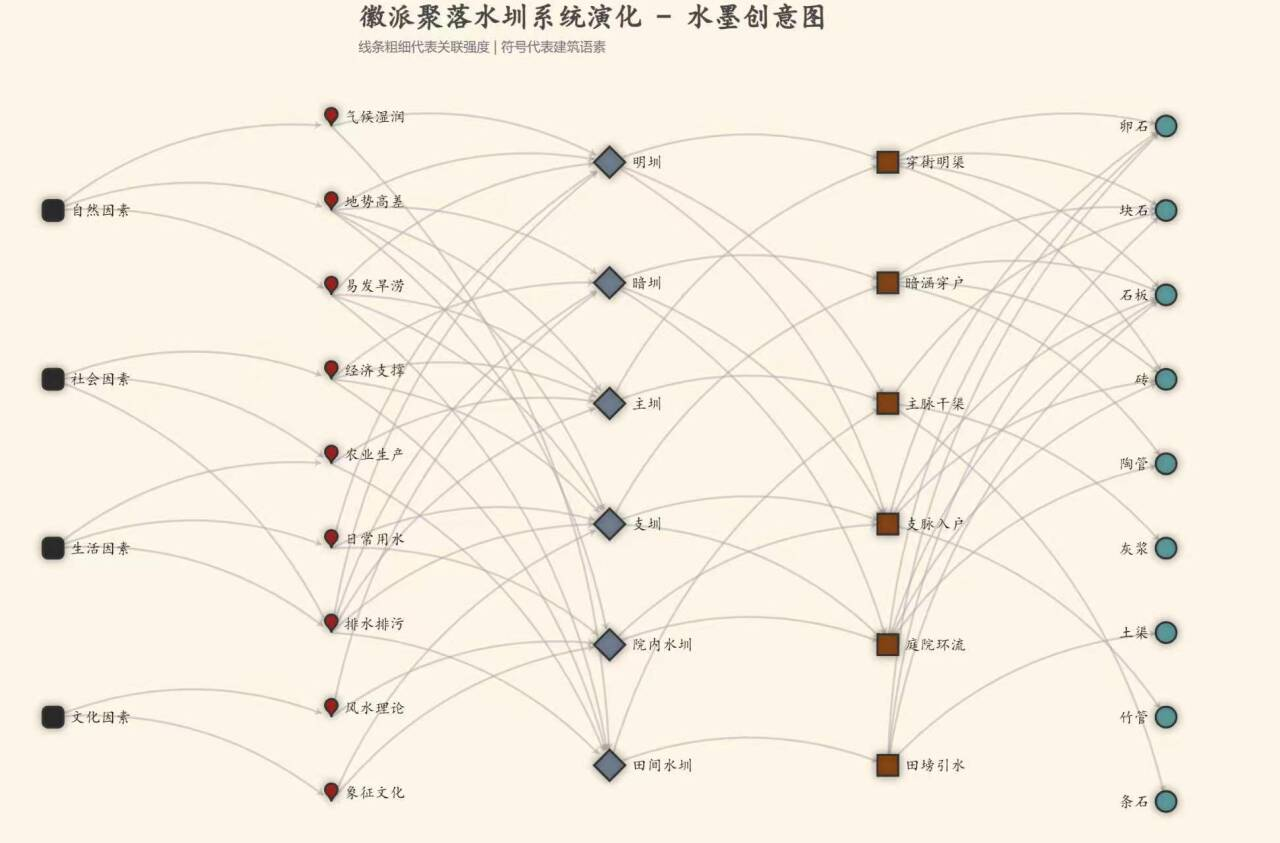 徽派聚落水圳系统演化 － 水墨创意图
线条粗细代表关联强度 | 符号代表建筑语素
自然因素
社会因素
生活因素
文化因素
气候湿润
地势高差
易发旱涝
经济支撑
农业生产
日常用水
排水排污
风水理论
象征文化
明圳
暗圳
主圳
支圳
院内水圳
田间水圳
穿街明渠
暗涵穿户
主脉干渠
支脉入户
庭院环流
田塝引水
卵石
块石
石板
砖
陶管
灰浆
土渠
竹管
条石